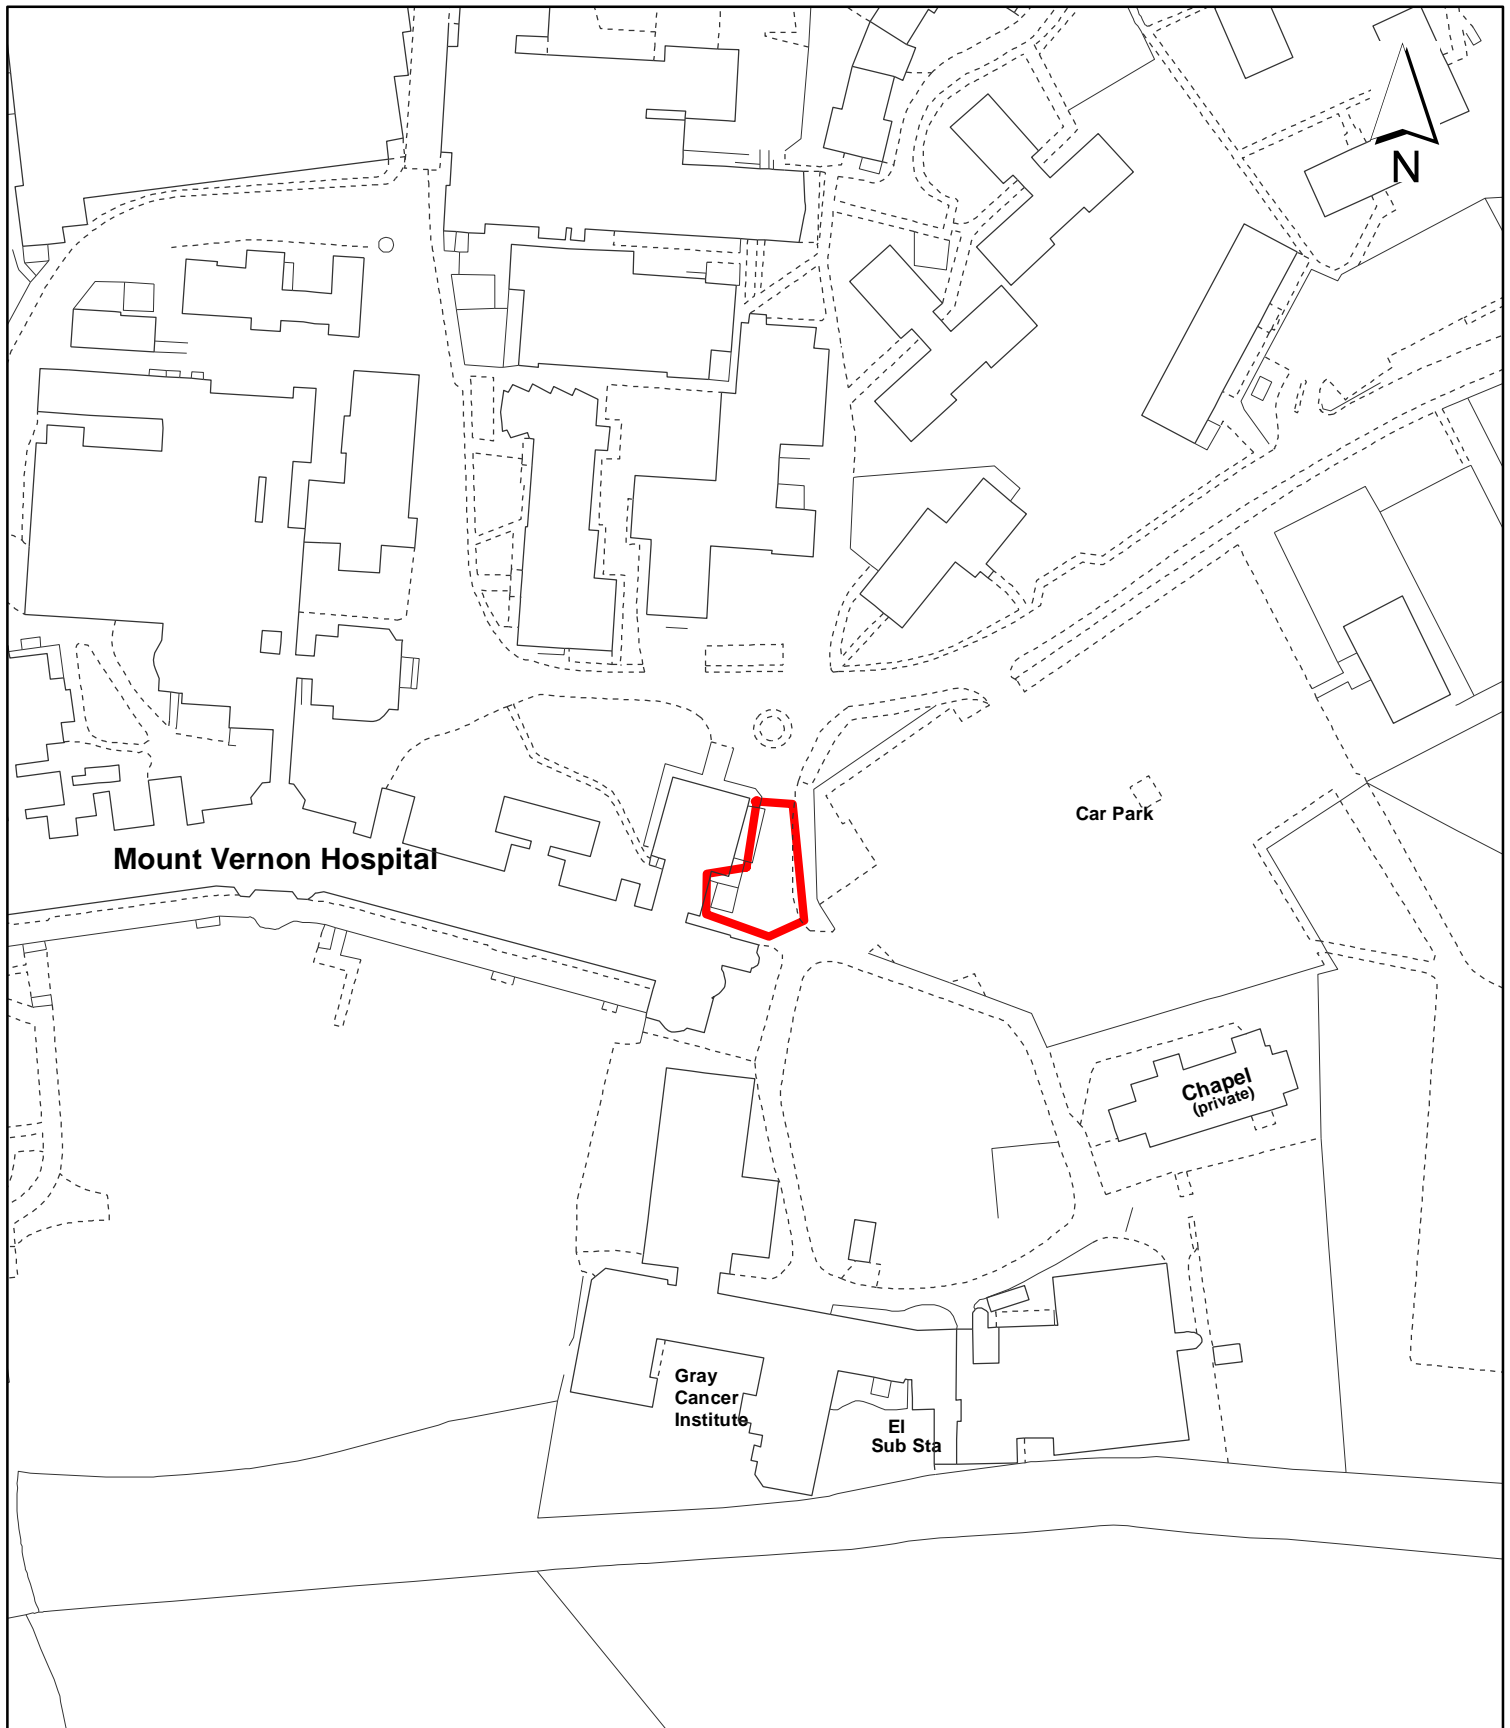 N
Car Park
Mount Vernon Hospital
Chapel
(private)
Gray
Cancer
Institute
El
Sub Sta